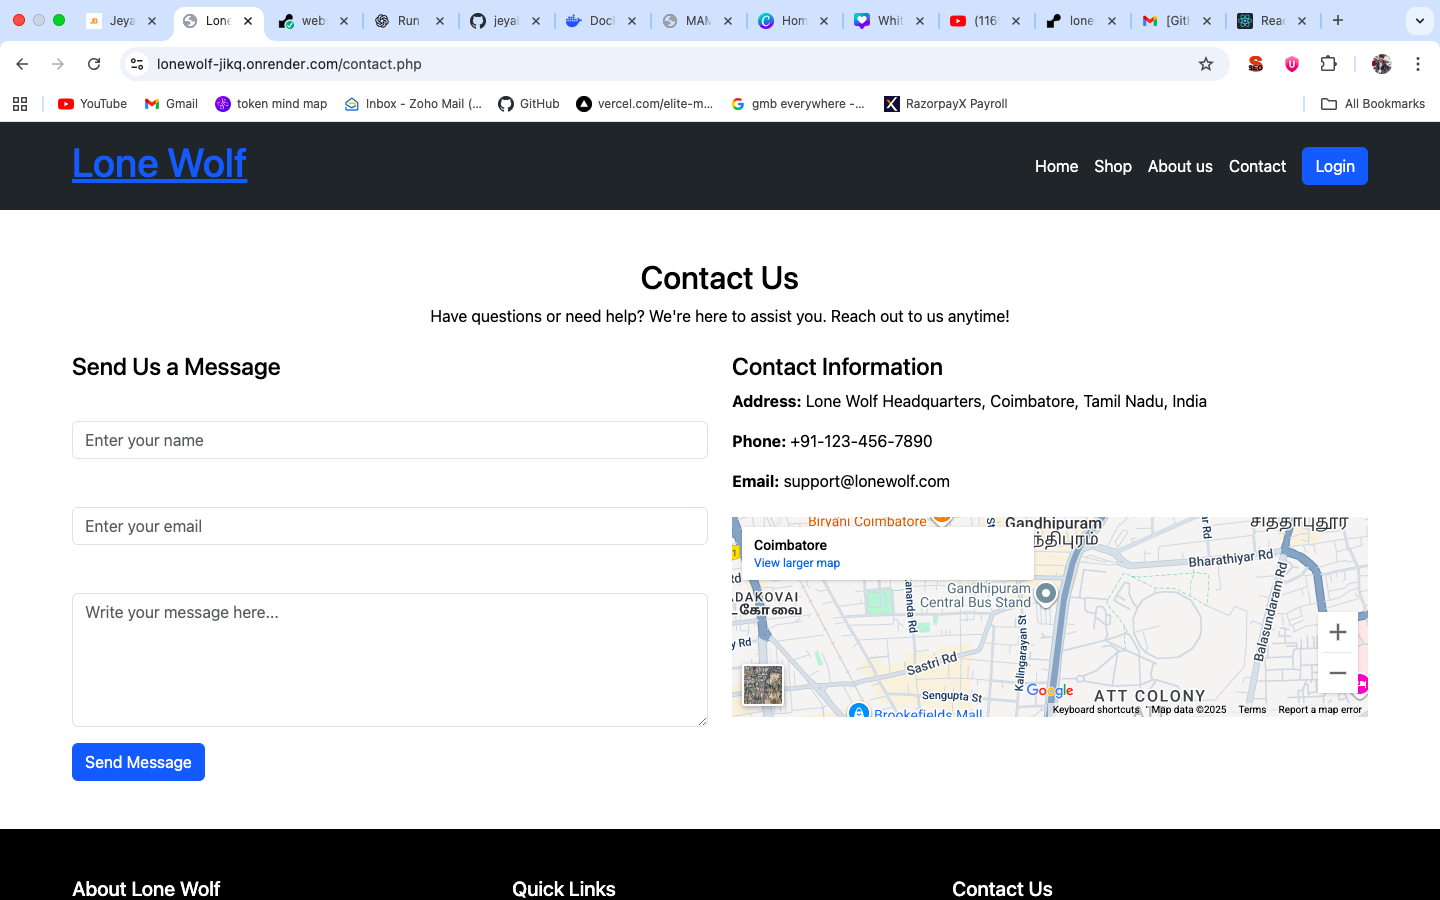 Jeya
Lone
web
Run
jeya
Doc
MAN
Hom
Whit
(116
lone
[Git
Reac
lonewolf-jikq.onrender.com/contact.php
YouTube
Gmail
token mind map
Inbox - Zoho Mail (...
GitHub
vercel.com/elite-m...
gmb everywhere -...
RazorpayX Payroll
All Bookmarks
Lone Wolf
Home
Shop
About us
Contact
Login
Contact Us
Have questions or need help? We're here to assist you. Reach out to us anytime!
Send Us a Message
Enter your name
Enter your email
Write your message here...
Send Message
Contact Information
Address: Lone Wolf Headquarters, Coimbatore, Tamil Nadu, India
Phone: +91-123-456-7890
Email: support@lonewolf.com
Biryani Coimbatore
Gandhipuram
சித்தாபுதூர்
Coimbatore
View larger map
Bharathiyar Rd
Gandhipuram
Central Bus Stand
ADAKOVAI
Balasundaram Rd
Kalingarayan St
Sastri Rd
Sengupta St
Google
ATT COLONY
Brookefields Mall
Keyboard shortcuts
Map data ©2025
Terms
Report a map error
About Lone Wolf
Quick Links
Contact Us